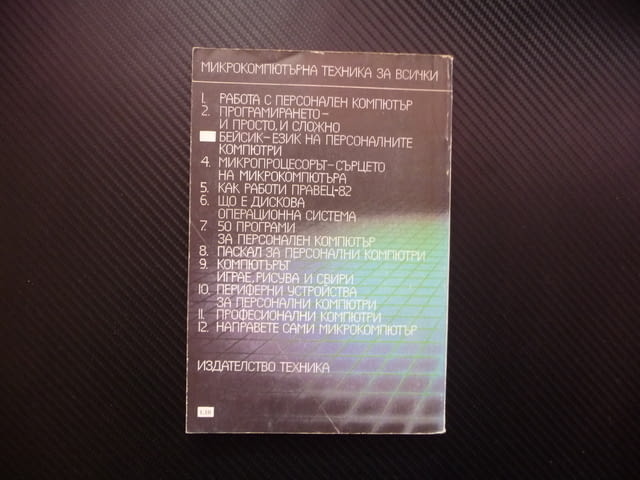 МИКРОКОМПЮТЪРНА ТЕХНИКА ЗА ВСИЧКИ
1. РАБОТА С ПЕРСОНАЛЕН КОМПЮТЪР
2. ПРОГРАМИРАНЕТО-
И ПРОСТО, И СЛОЖНО
БЕЙСИК-ЕЗИК НА ПЕРСОНАЛНИТЕ
КОМПЮТРИ
4. МИКРОПРОЦЕСОРЪТ-СЪРЦЕТО
НА МИКРОКОМПЮТЪРА
5. КАК РАБОТИ ПРАВЕЦ-82
6. ЩО Е ДИСКОВА
ОПЕРАЦИОННА СИСТЕМА
7. 50 ПРОГРАМИ
ЗА ПЕРСОНАЛЕН КОМПЮТЪР
8. ПАСКАЛ ЗА ПЕРСОНАЛНИ КОМПЮТРИ
9. КОМПЮТЪРЪТ
ИГРАЕ, РИСУВА И СВИРИ
10. ПЕРИФЕРНИ УСТРОЙСТВА
ЗА ПЕРСОНАЛНИ КОМПЮТРИ
11. ПРОФЕСИОНАЛНИ КОМПЮТРИ
12. НАПРАВЕТЕ САМИ МИКРОКОМПЮТЪР
ИЗДАТЕЛСТВО ТЕХНИКА